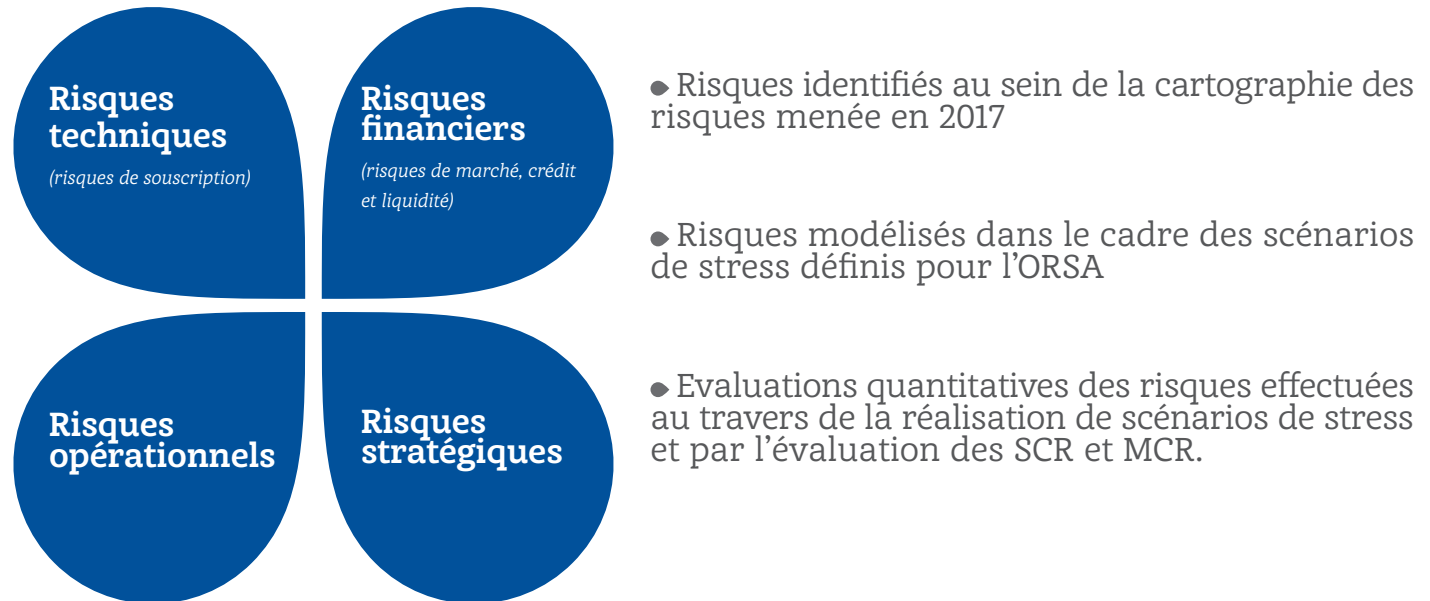 Risques
techniques
(risques de souscription)
Risques
financiers
(risques de marché, crédit
et liquidité)
Risques
opérationnels
Risques
stratégiques
Risques identifiés au sein de la cartographie des
risques menée en 2017
Risques modélisés dans le cadre des scénarios
de stress définis pour l’ORSA
Evaluations quantitatives des risques effectuées
au travers de la réalisation de scénarios de stress
et par l’évaluation des SCR et MCR.